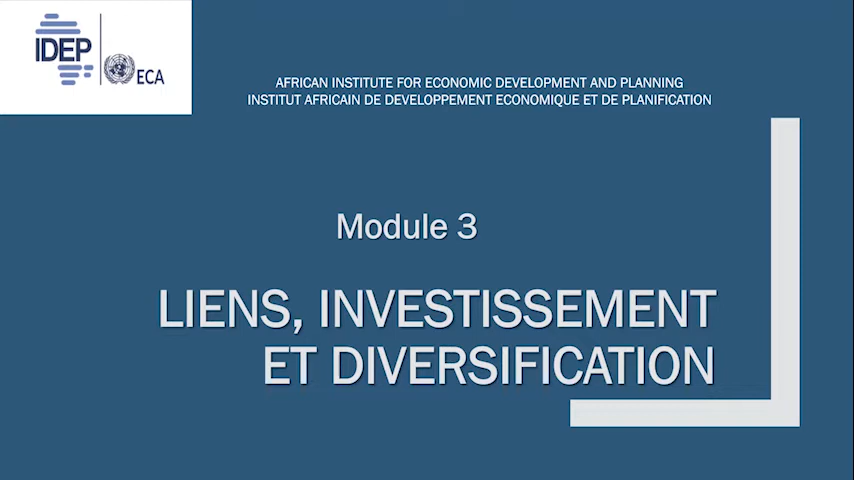 IDEP
ECA
AFRICAN INSTITUTE FOR ECONOMIC DEVELOPMENT AND PLANNING
INSTITUT AFRICAIN DE DEVELOPPEMENT ECONOMIQUE ET DE PLANIFICATION
Module 3
LIENS, INVESTISSEMENT
ET DIVERSIFICATION